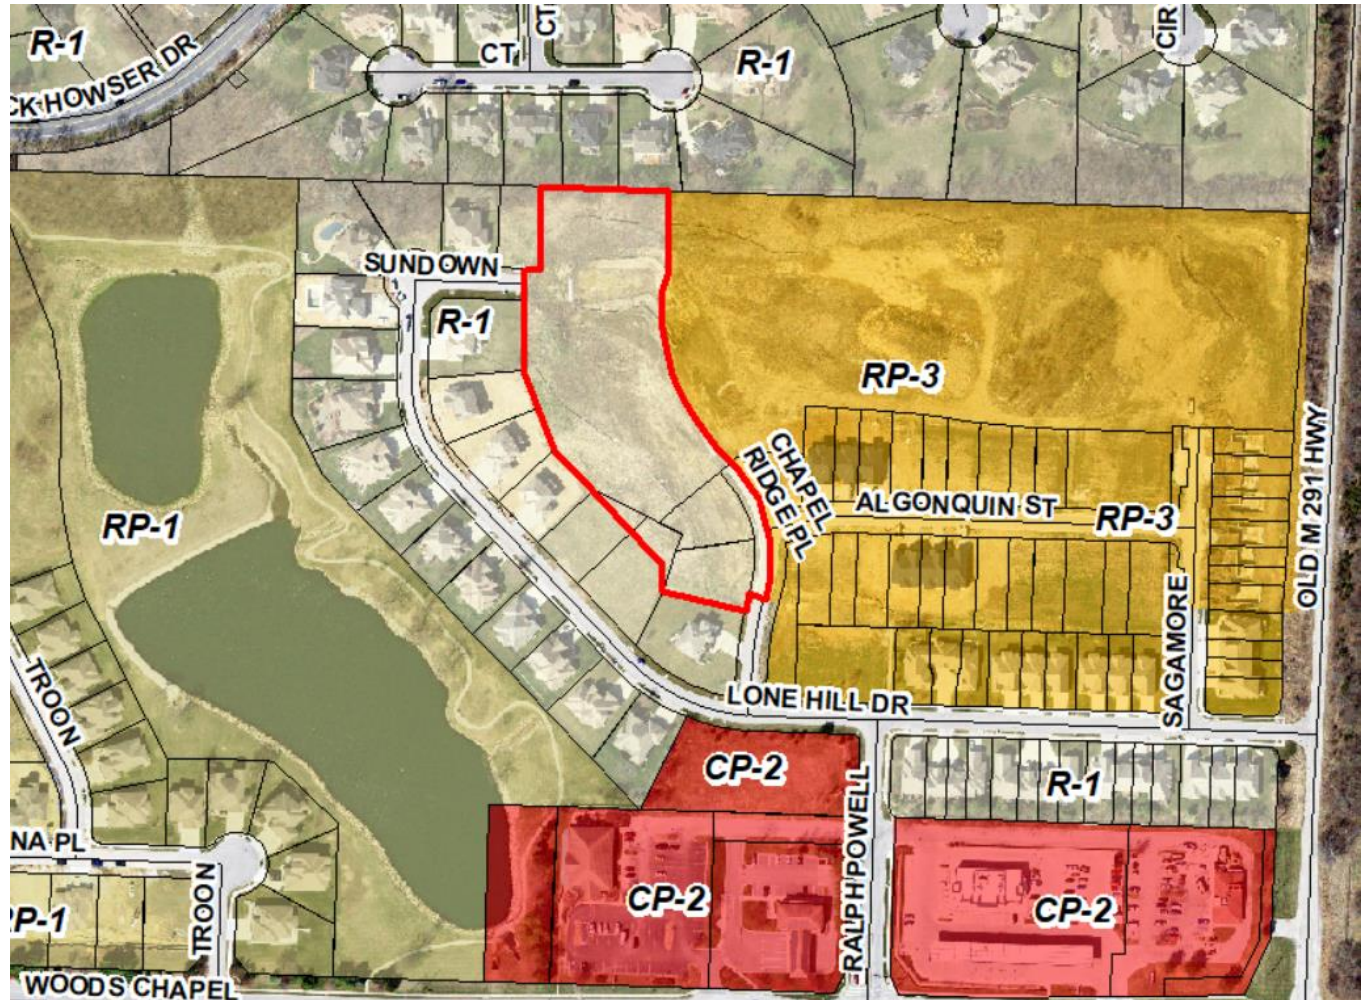 R-1
CK HOWSER DR
CT
CT
R-1
CIR
SUNDOWN
R-1
RP-3
CHAPEL
RIDGE PL
ALGONQUIN ST
RP-3
OLD M 291 HWY
RP-1
SAGAMORE
TROON
LONE HILL DR
CP-2
R-1
RALPH POWELL
NA PL
TROON
CP-2
CP-2
RP-1
WOODS CHAPEL